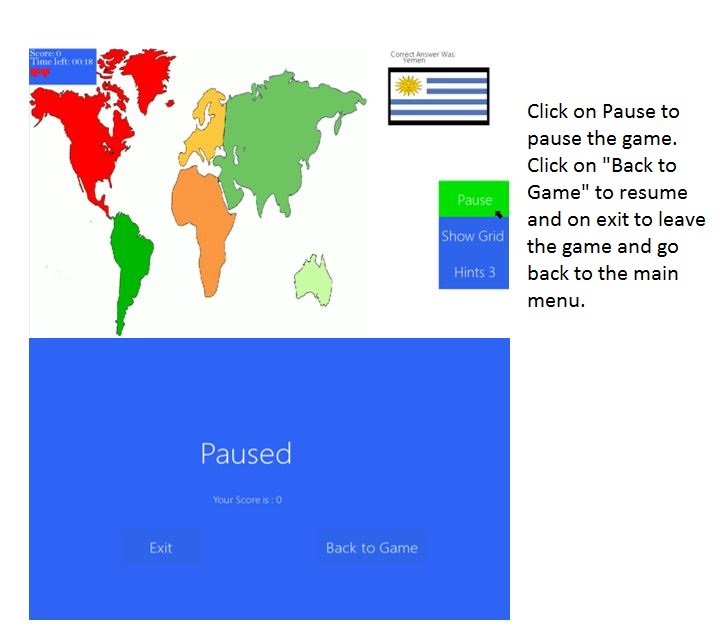 Score: 0
Time left: 00:18
Correct Answer Was:
Yemen
Pause
Show Grid
Hints 3
Click on Pause to
pause the game.
Click on "Back to
Game" to resume
and on exit to leave
the game and go
back to the main
menu.
Paused
Your Score is : 0
Exit
Back to Game